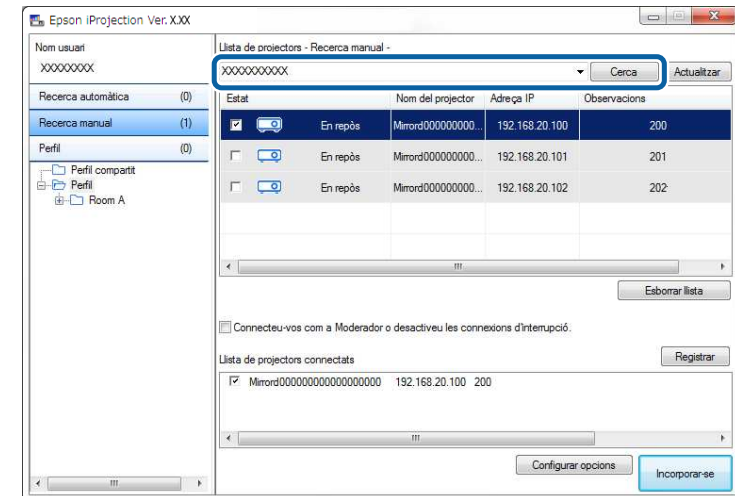 Epson iProjection Ver. X.XX
Nom usuari
XXXXXXXX
Recerca automàtica (0)
Recerca manual (1)
Perfil (0)
Perfil compartit
Perfil
Room A
Llista de projectors - Recerca manual -
XXXXXXXXXX Cerca Actualitzar
Estat Nom del projector Adreça IP Observacions
En repòs Mirrord000000000... 192.168.20.100 200
En repòs Mirrord000000000... 192.168.20.101 201
En repòs Mirrord000000000... 192.168.20.102 202
Esborrar llista
Connecteu-vos com a Moderador o desactiveu les connexions d'interrupció.
Llista de projectors connectats Registrar
Mirrord000000000000000000 192.168.20.100 200
Configurar opcions Incorporar-se